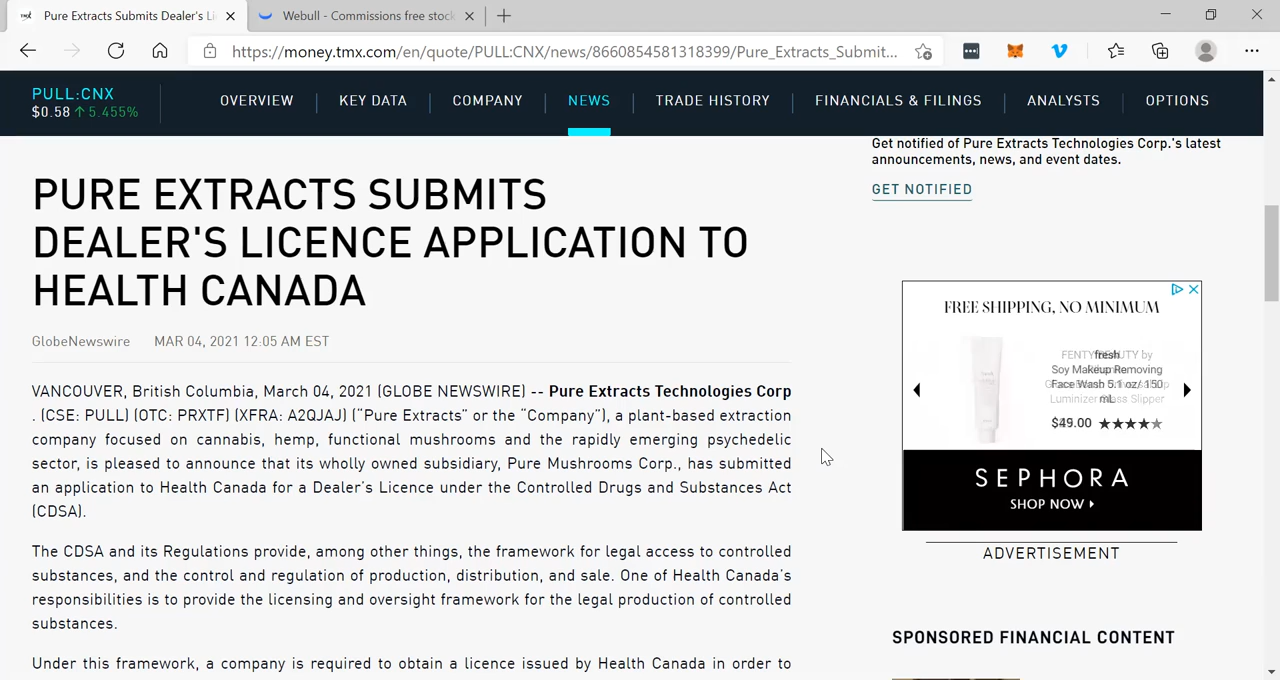 Pure Extracts Submits Dealer's Li
Webull - Commissions free stock
https://money.tmx.com/en/quote/PULL:CNX/news/8660854581318399/Pure_Extracts_Submit...
PULL:CNX
$0.58 ↑ 5.455%
OVERVIEW
KEY DATA
COMPANY
NEWS
TRADE HISTORY
FINANCIALS & FILINGS
ANALYSTS
OPTIONS
PURE EXTRACTS SUBMITS
DEALER'S LICENCE APPLICATION TO
HEALTH CANADA
GlobeNewswire MAR 04, 2021 12:05 AM EST
VANCOUVER, British Columbia, March 04, 2021 (GLOBE NEWSWIRE) -- Pure Extracts Technologies Corp
. (CSE: PULL) (OTC: PRXTF) (XFRA: A2QJAJ) (“Pure Extracts” or the “Company”), a plant-based extraction
company focused on cannabis, hemp, functional mushrooms and the rapidly emerging psychedelic
sector, is pleased to announce that its wholly owned subsidiary, Pure Mushrooms Corp., has submitted
an application to Health Canada for a Dealer’s Licence under the Controlled Drugs and Substances Act
(CDSA).
The CDSA and its Regulations provide, among other things, the framework for legal access to controlled
substances, and the control and regulation of production, distribution, and sale. One of Health Canada’s
responsibilities is to provide the licensing and oversight framework for the legal production of controlled
substances.
Under this framework, a company is required to obtain a licence issued by Health Canada in order to
Get notified of Pure Extracts Technologies Corp.'s latest
announcements, news, and event dates.
GET NOTIFIED
FREE SHIPPING, NO MINIMUM
fresh
Soy Makeup Removing
Face Wash 5.1 oz/ 150
mL
$49.00 ★★★★★
SEPHORA
SHOP NOW
ADVERTISEMENT
SPONSORED FINANCIAL CONTENT